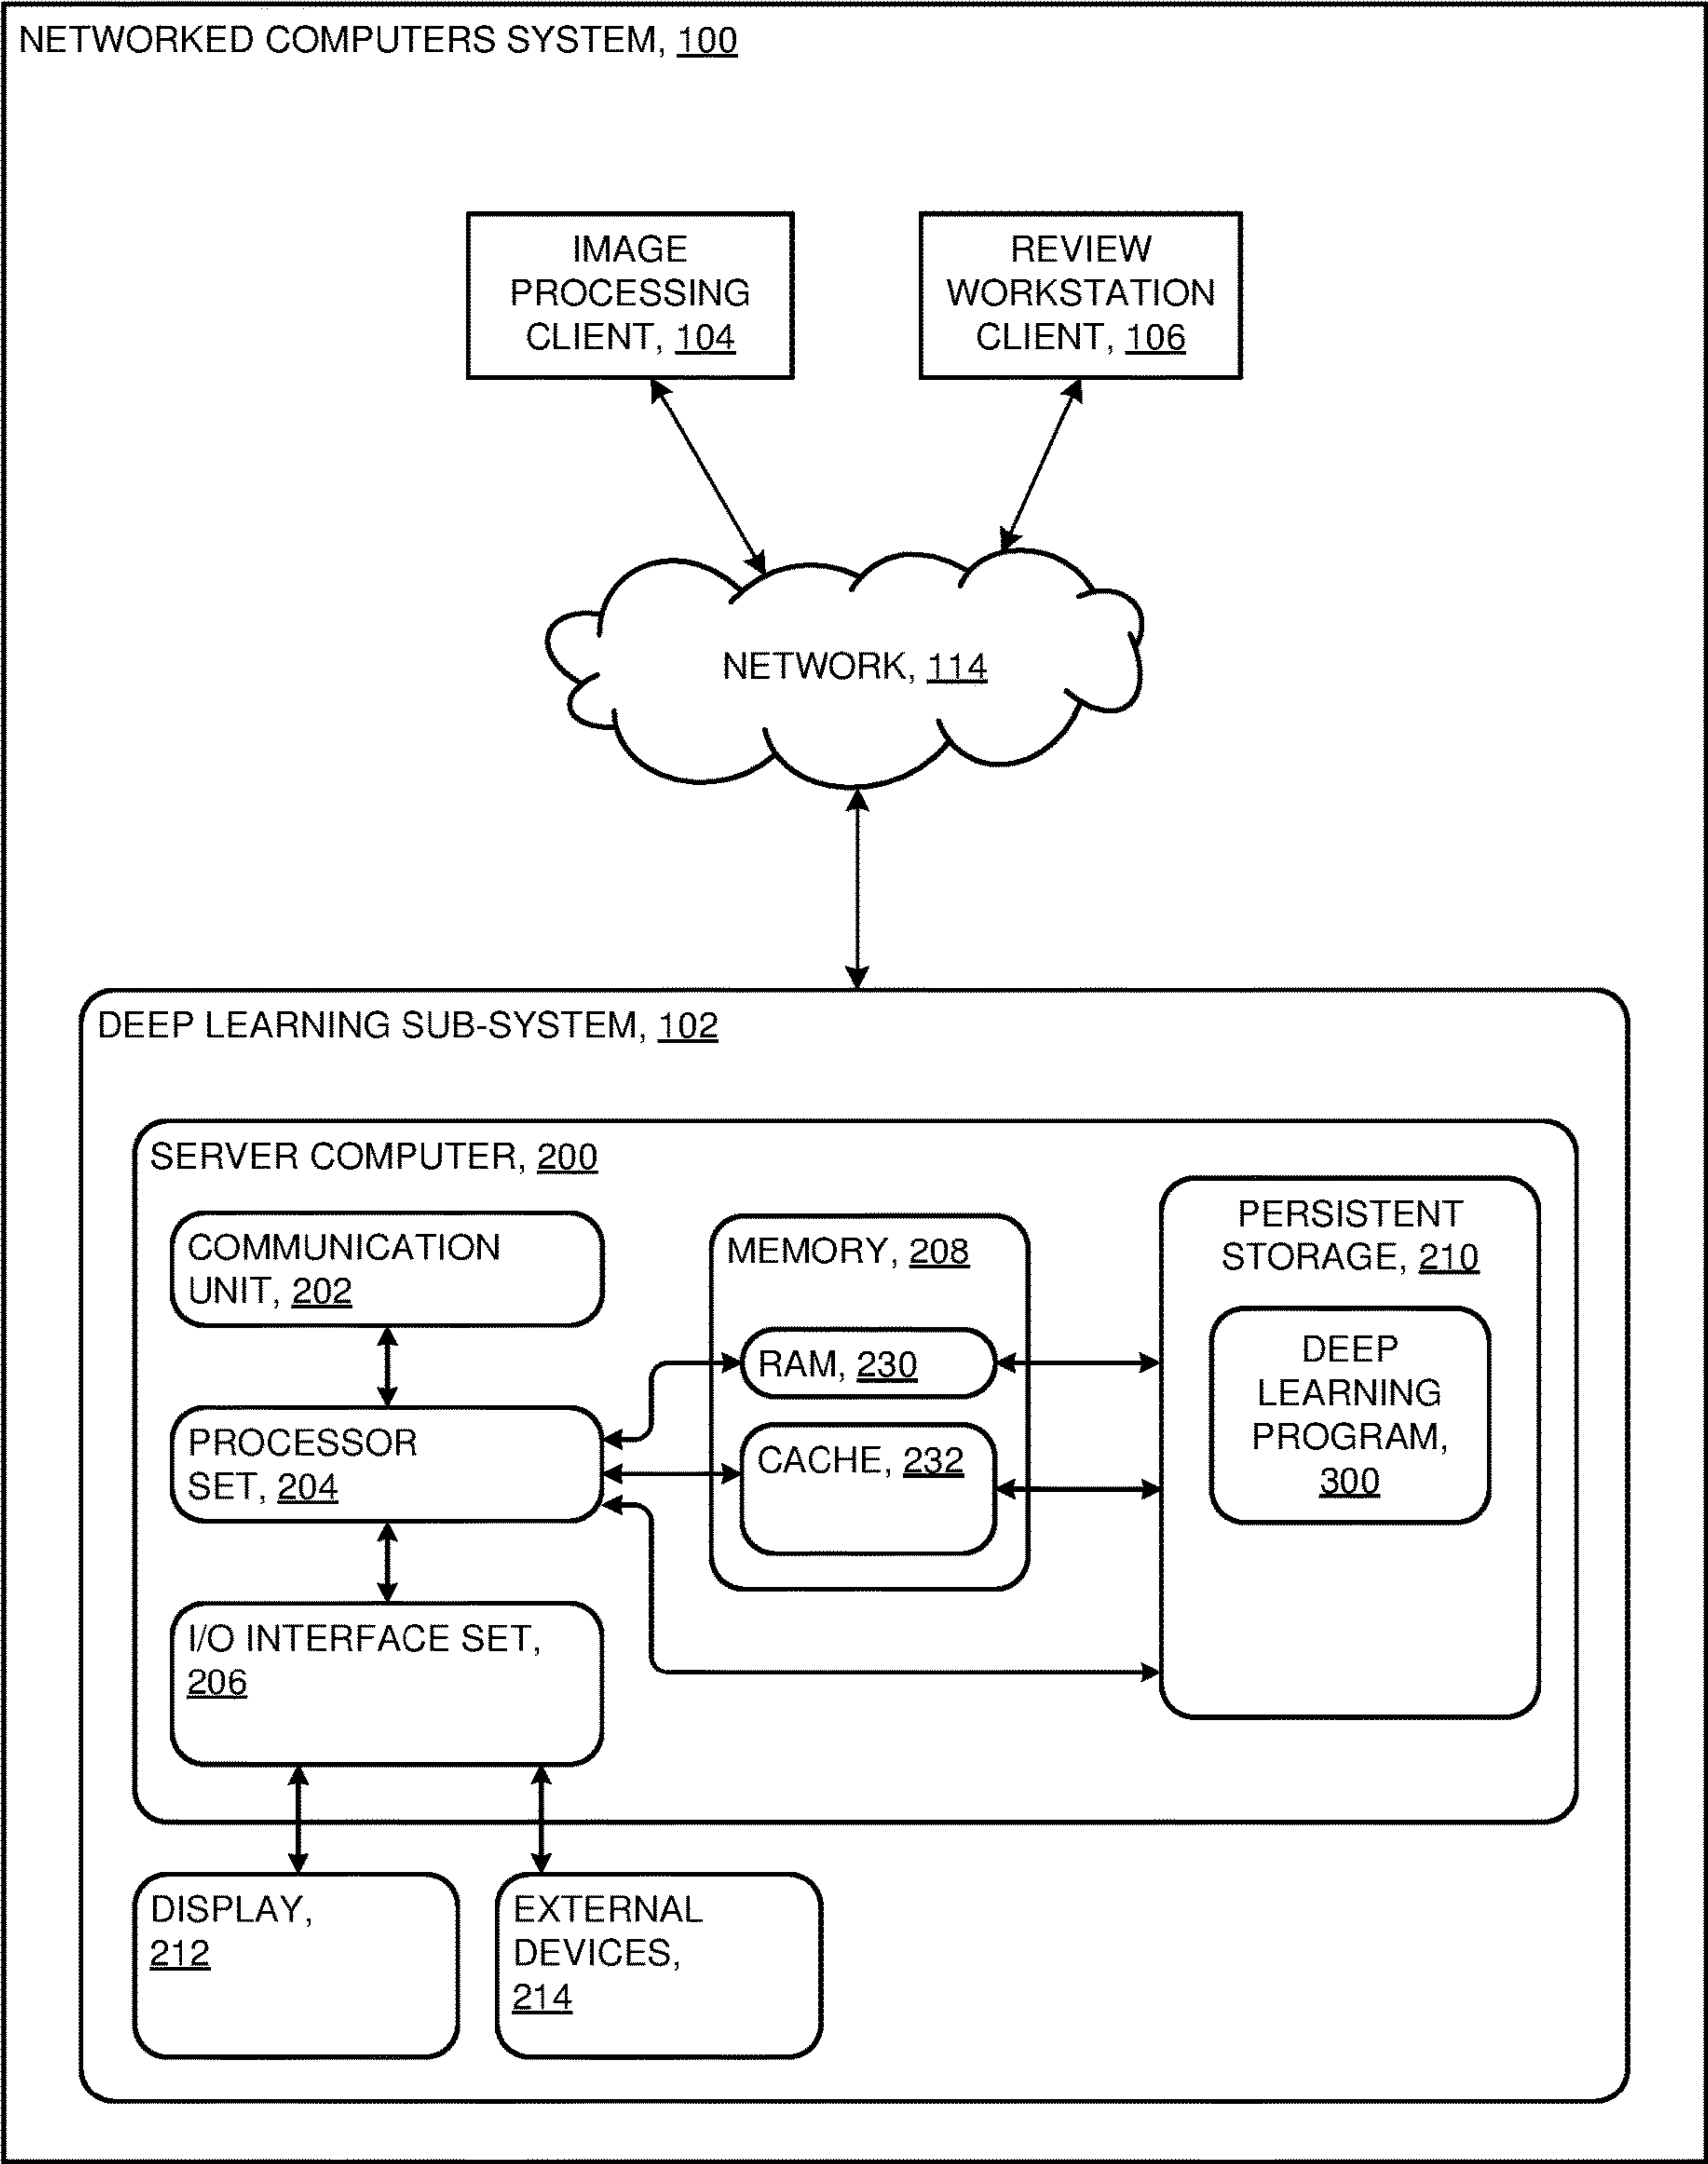 NETWORKED COMPUTERS SYSTEM, 100
IMAGE
PROCESSING
CLIENT, 104
REVIEW
WORKSTATION
CLIENT, 106
NETWORK, 114
DEEP LEARNING SUB-SYSTEM, 102
SERVER COMPUTER, 200
COMMUNICATION
UNIT, 202
PROCESSOR
SET, 204
I/O INTERFACE SET,
206
MEMORY, 208
RAM, 230
CACHE, 232
PERSISTENT
STORAGE, 210
DEEP
LEARNING
PROGRAM,
300
DISPLAY,
212
EXTERNAL
DEVICES,
214